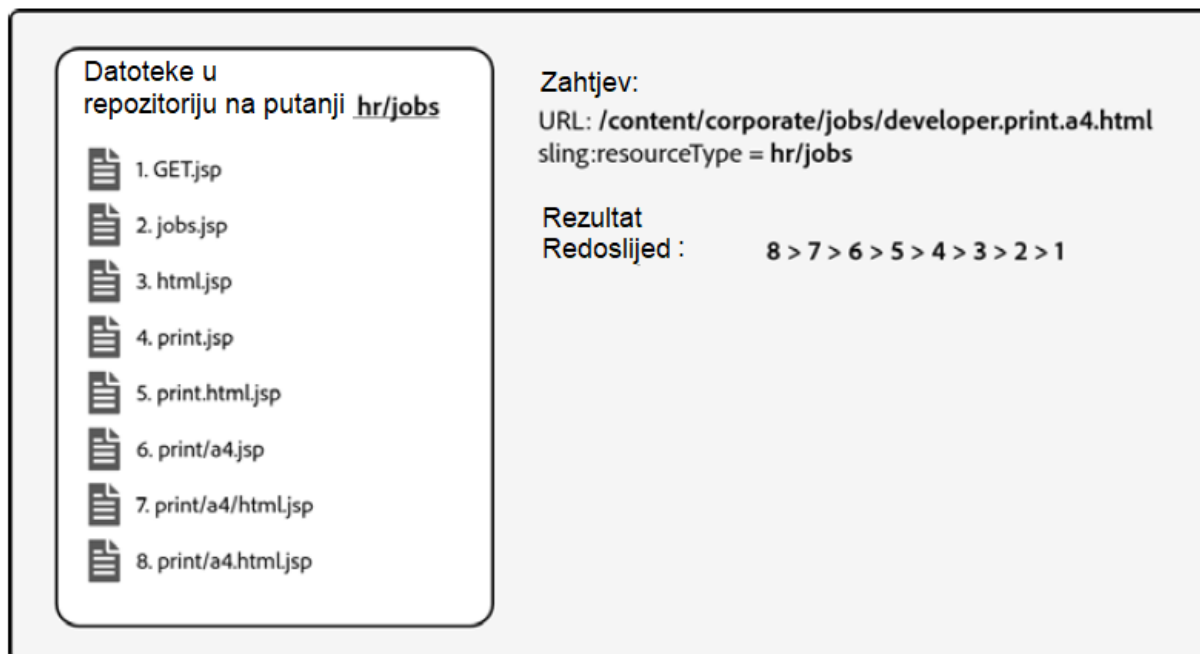 Datoteke u
repozitoriju na putanji hr/jobs
1. GET.jsp
2. jobs.jsp
3. html.jsp
4. print.jsp
5. print.html.jsp
6. print/a4.jsp
7. print/a4/html.jsp
8. print/a4.html.jsp
Zahtjev:
URL: /content/corporate/jobs/developer.print.a4.html
sling:resourceType = hr/jobs
Rezultat
Redoslijed : 8 > 7 > 6 > 5 > 4 > 3 > 2 > 1